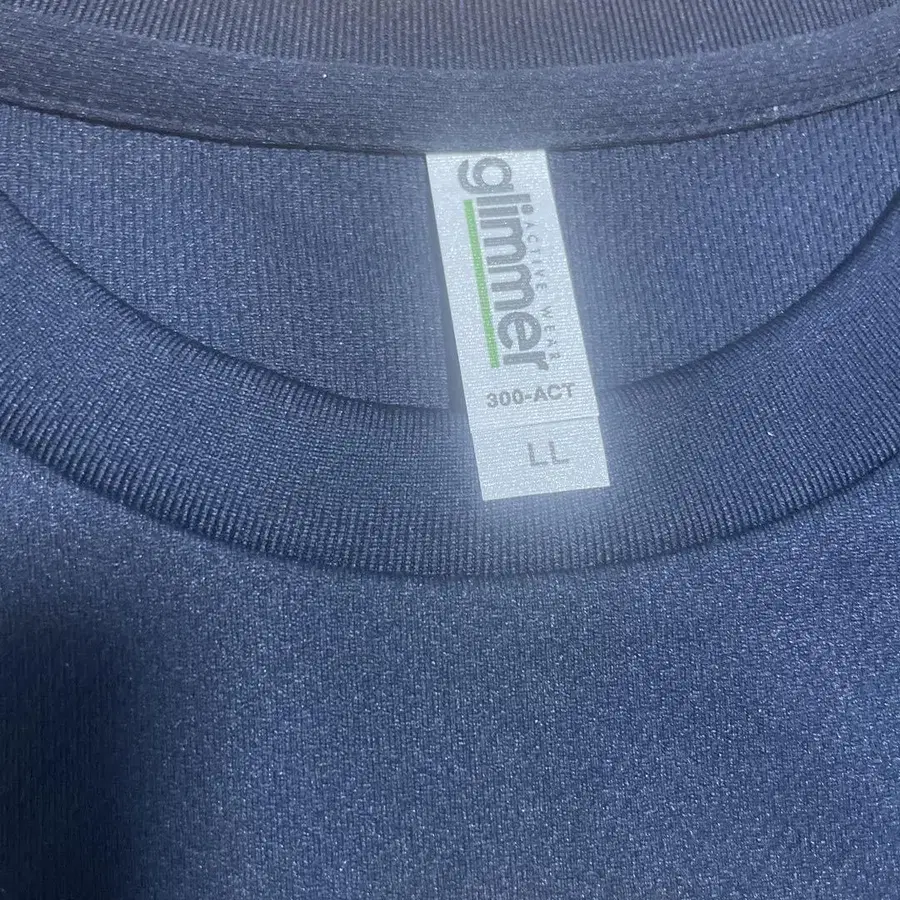 glimmer
ACTIVE WEAR
300-ACT
LL